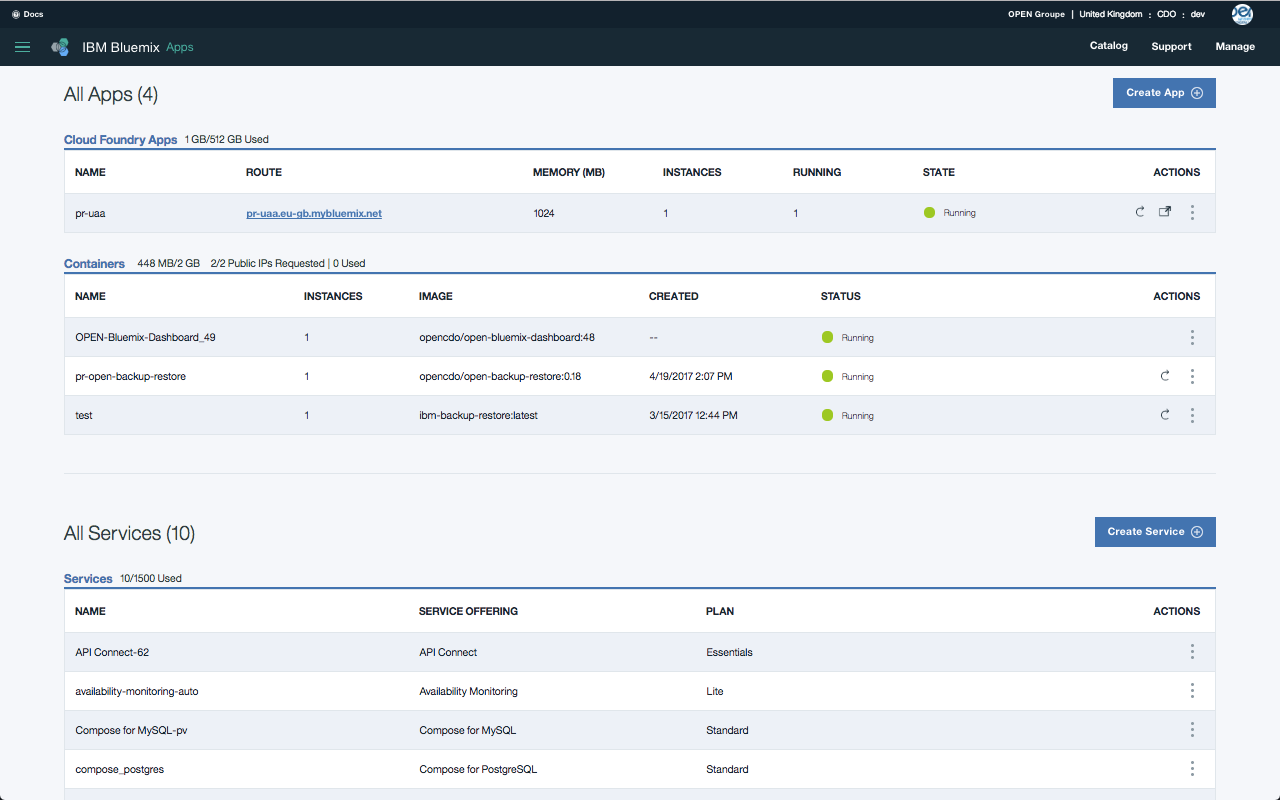 Docs OPEN Groupe | United Kingdom : CDO : dev
IBM Bluemix Apps Catalog Support Manage
All Apps (4) Create App
Cloud Foundry Apps 1 GB/512 GB Used
NAME ROUTE MEMORY (MB) INSTANCES RUNNING STATE ACTIONS
pr-uaa pr-uaa.eu-gb.mybluemix.net 1024 1 1 Running
Containers 448 MB/2 GB 2/2 Public IPs Requested | 0 Used
NAME INSTANCES IMAGE CREATED STATUS ACTIONS
OPEN-Bluemix-Dashboard_49 1 opencdo/open-bluemix-dashboard:48 -- Running
pr-open-backup-restore 1 opencdo/open-backup-restore:0.18 4/19/2017 2:07 PM Running
test 1 ibm-backup-restore:latest 3/15/2017 12:44 PM Running
All Services (10) Create Service
Services 10/1500 Used
NAME SERVICE OFFERING PLAN ACTIONS
API Connect-62 API Connect Essentials
availability-monitoring-auto Availability Monitoring Lite
Compose for MySQL-pv Compose for MySQL Standard
compose_postgres Compose for PostgreSQL Standard